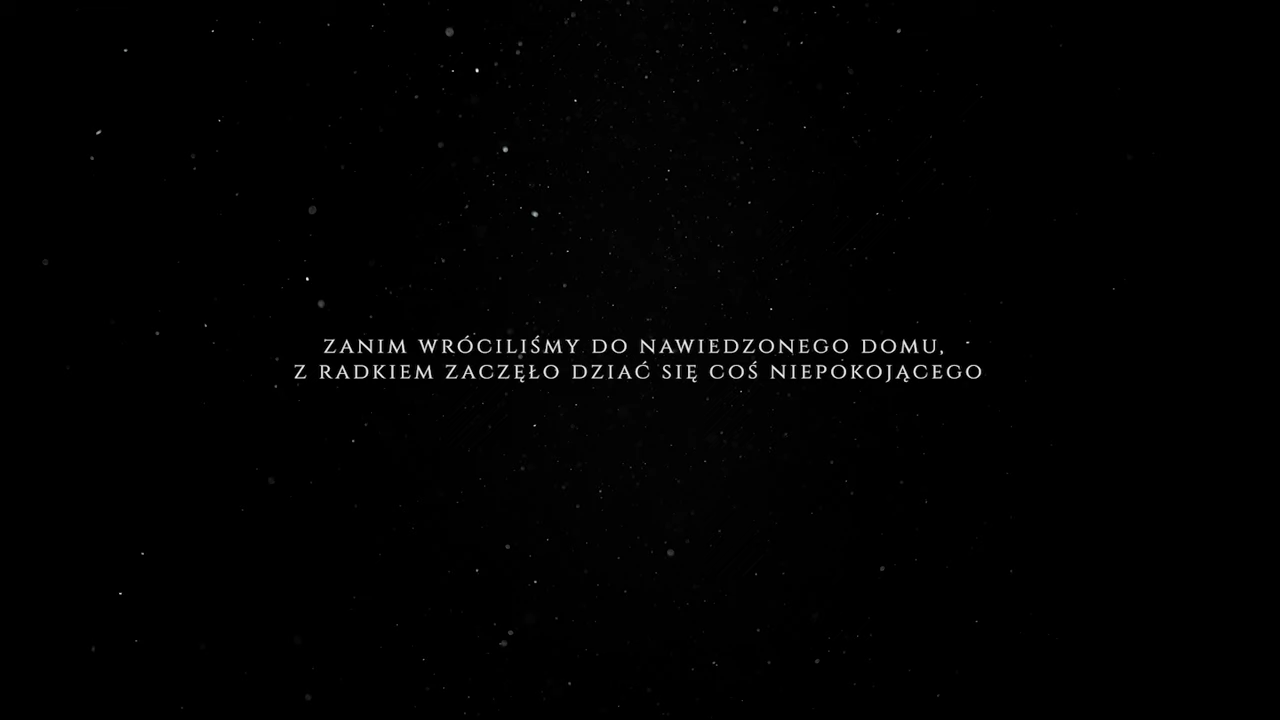 ZANIM WRÓCILIŚMY DO NAWIEDZONEGO DOMU,
Z RADKIEM ZACZĘŁO DZIAĆ SIĘ COŚ NIEPOKOJĄCEGO